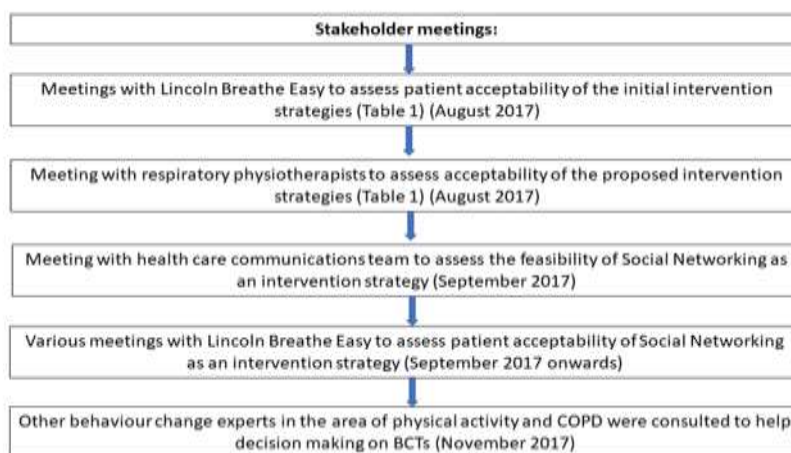 Stakeholder meetings:
Meetings with Lincoln Breathe Easy to assess patient acceptability of the initial intervention
strategies (Table 1) (August 2017)
Meeting with respiratory physiotherapists to assess acceptability of the proposed intervention
strategies (Table 1) (August 2017)
Meeting with health care communications team to assess the feasibility of Social Networking as
an intervention strategy (September 2017)
Various meetings with Lincoln Breathe Easy to assess patient acceptability of Social Networking
as an intervention strategy (September 2017 onwards)
Other behaviour change experts in the area of physical activity and COPD were consulted to help
decision making on BCTs (November 2017)